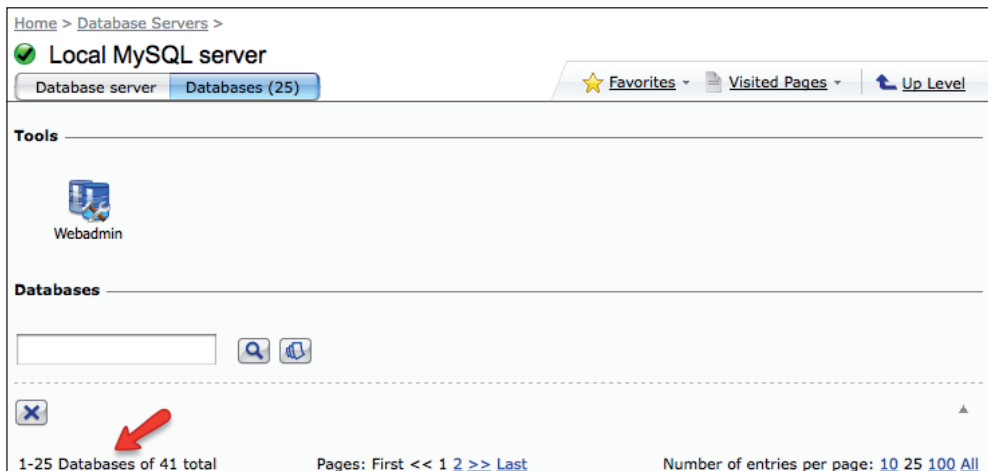 Home > Database Servers >
Local MySQL server
Database server Databases (25) Favorites Visited Pages Up Level
Tools
Webadmin
Databases
1-25 Databases of 41 total Pages: First << 1 2 >> Last Number of entries per page: 10 25 100 All